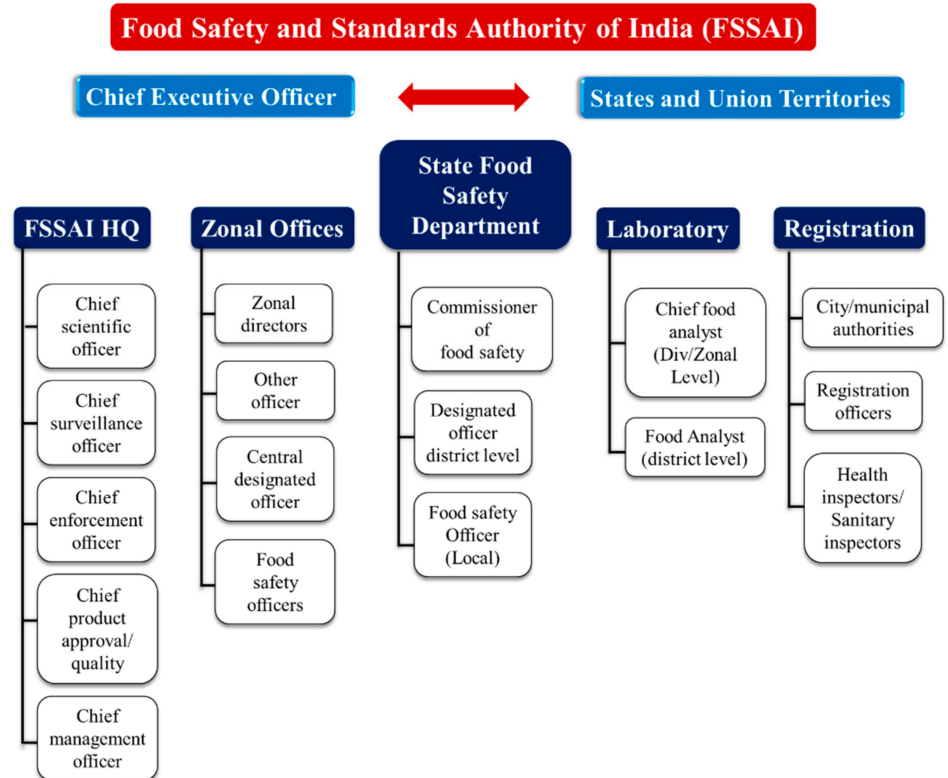 Food Safety and Standards Authority of India (FSSAI)
Chief Executive Officer
States and Union Territories
FSSAI HQ
Chief
scientific
officer
Chief
surveillance
officer
Chief
enforcement
officer
Chief
product
approval/
quality
Chief
management
officer
Zonal Offices
Zonal
directors
Other
officer
Central
designated
officer
Food
safety
officers
State Food
Safety
Department
Commissioner
of
food safety
Designated
officer
district level
Food safety
Officer
(Local)
Laboratory
Chief food
analyst
(Div/Zonal
Level)
Food Analyst
(district level)
Registration
City/municipal
authorities
Registration
officers
Health
inspectors/
Sanitary
inspectors